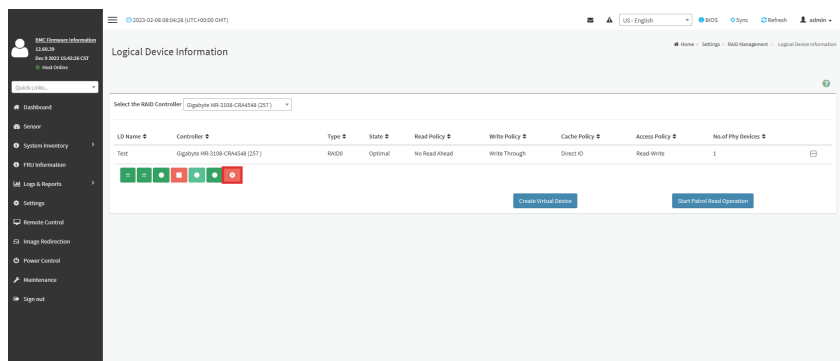 2023-02-08 08:04:28 (UTC+00:00 GMT)
US - English
BIOS
Sync
Refresh
admin
BMC Firmware Information
12.60.39
Dec 9 2022 15:43:26 CST
Host Online
Quick Links...
Dashboard
Sensor
System Inventory
FRU Information
Logs & Reports
Settings
Remote Control
Image Redirection
Power Control
Maintenance
Sign out
Logical Device Information
Home > Settings > RAID Management > Logical Device Information
Select the RAID Controller Gigabyte MR-3108-CRA4548 (257 )
LD Name Controller Type State Read Policy Write Policy Cache Policy Access Policy No.of Phy Devices
Test Gigabyte MR-3108-CRA4548 (257 ) RAID0 Optimal No Read Ahead Write Through Direct IO Read-Write 1
Create Virtual Device Start Patrol Read Operation